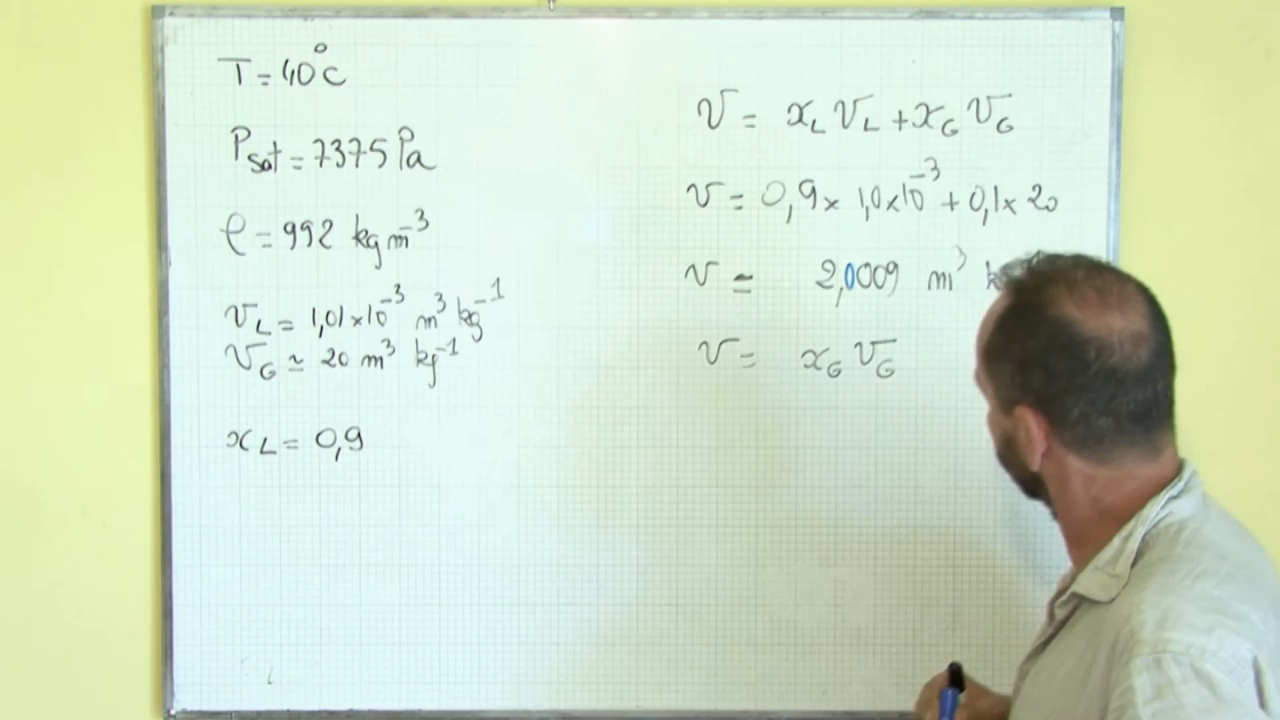 T = 40°C
Psat = 7375 Pa
ρ = 992 kg m⁻³
v_L = 1,01×10⁻³ m³ kg⁻¹
v_G ≃ 20 m³ kg⁻¹
x_L = 0,9
v = x_L v_L + x_G v_G
v = 0,9 × 1,0×10⁻³ + 0,1 × 20
v ≃ 2,0009 m³
v = x_G v_G